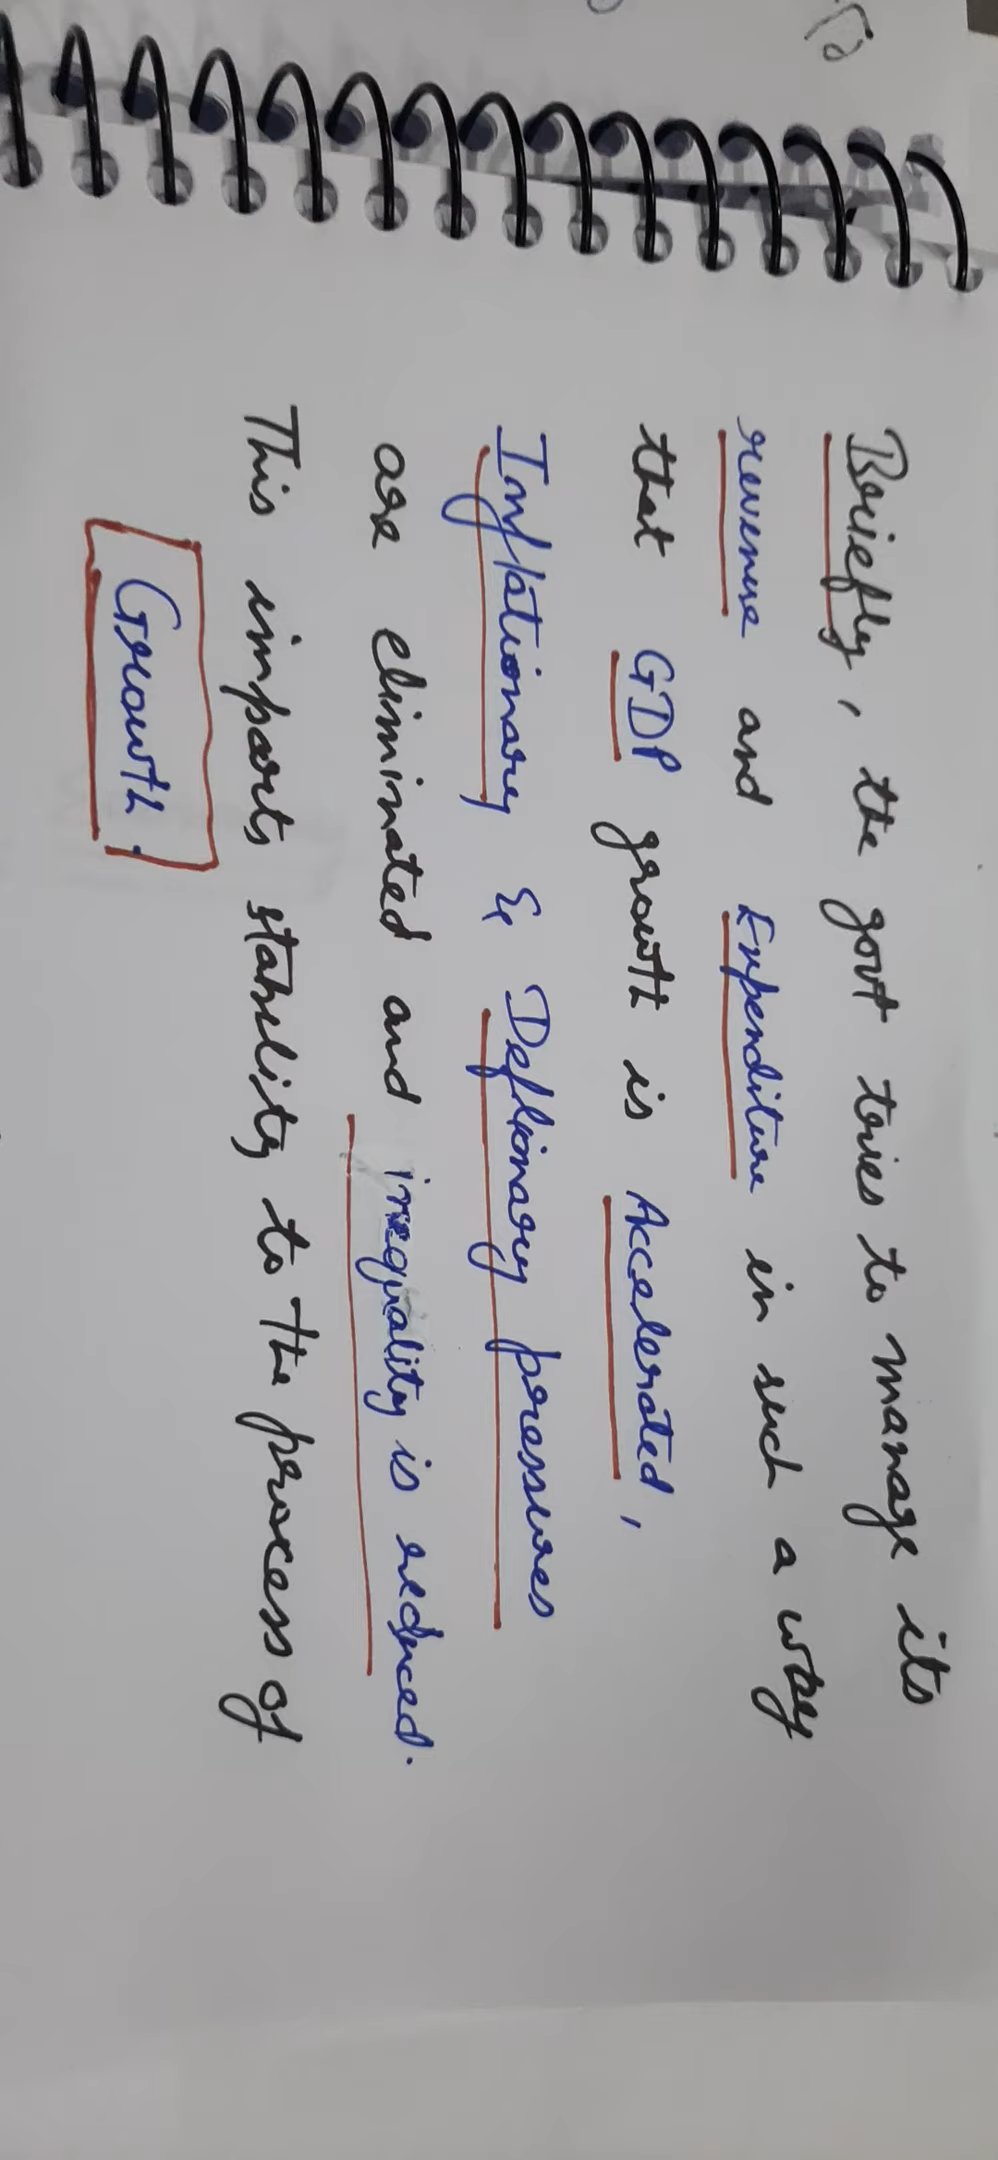 Briefly, the govt tries to manage its
revenue and Expenditure in such a way
that GDP growth is Accelerated,
Inflationary & Deflionary pressures
are eliminated and inequality is reduced.
This imparts stability to the process of
Growth.